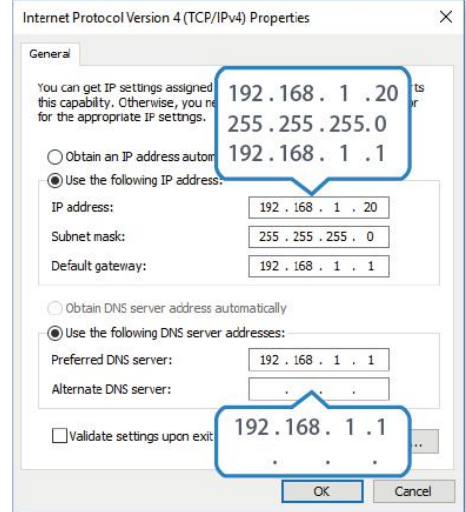 Internet Protocol Version 4 (TCP/IPv4) Properties
General
You can get IP settings assigned
this capability. Otherwise, you
for the appropriate IP settings.
192 . 168 . 1 . 20
255 . 255 . 255 . 0
192 . 168 . 1 . 1
Obtain an IP address
Use the following IP address:
IP address: 192 . 168 . 1 . 20
Subnet mask: 255 . 255 . 255 . 0
Default gateway: 192 . 168 . 1 . 1
Obtain DNS server address automatically
Use the following DNS server addresses:
Preferred DNS server: 192 . 168 . 1 . 1
Alternate DNS server: . . .
Validate settings upon exit
192 . 168 . 1 . 1
. . .
OK Cancel